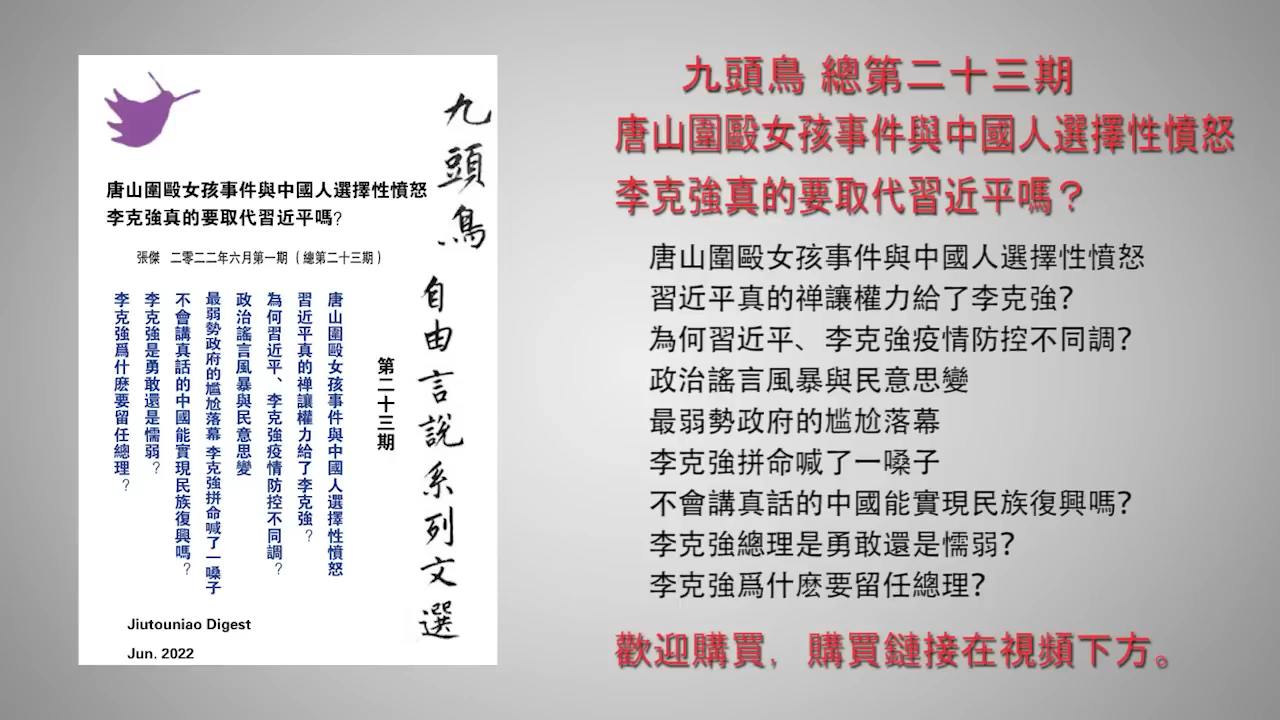 唐山圍毆女孩事件與中國人選擇性憤怒
李克強真的要取代習近平嗎?
張傑 二零二二年六月第一期（總第二十三期）
九頭鳥 自由言說系列文選
第二十三期
唐山圍毆女孩事件與中國人選擇性憤怒
習近平真的禅讓權力給了李克強?
為何習近平、李克強疫情防控不同調?
政治謠言風暴與民意思變
最弱勢政府的尷尬落幕 李克強拼命喊了一嗓子
不會講真話的中國能實現民族復興嗎?
李克強是勇敢還是懦弱?
李克強爲什麽要留任總理?
Jiutouniao Digest
Jun. 2022
九頭鳥 總第二十三期
唐山圍毆女孩事件與中國人選擇性憤怒
李克強真的要取代習近平嗎？
唐山圍毆女孩事件與中國人選擇性憤怒
習近平真的禅讓權力給了李克強?
為何習近平、李克強疫情防控不同調?
政治謠言風暴與民意思變
最弱勢政府的尷尬落幕
李克強拼命喊了一嗓子
不會講真話的中國能實現民族復興嗎?
李克強總理是勇敢還是懦弱?
李克強爲什麽要留任總理?
歡迎購買，購買鏈接在視頻下方。